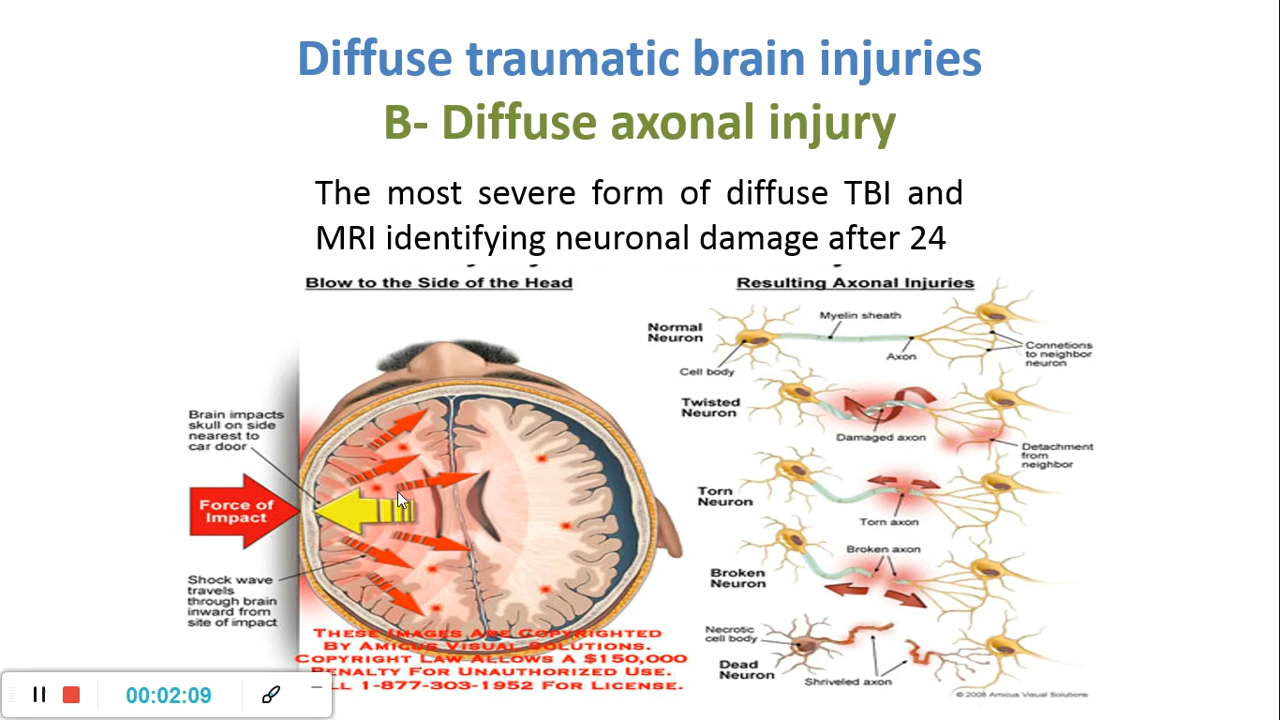 Diffuse traumatic brain injuries
B- Diffuse axonal injury
The most severe form of diffuse TBI and
MRI identifying neuronal damage after 24
Blow to the Side of the Head
Brain impacts
skull on side
nearest to
car door
Force of
Impact
Shock wave
travels
through brain
inward from
site of impact
Resulting Axonal Injuries
Normal
Neuron
Myelin sheath
Axon
Cell body
Connetions
to neighbor
neuron
Twisted
Neuron
Damaged axon
Detachment
from
neighbor
Torn
Neuron
Torn axon
Broken
Neuron
Broken axon
Necrotic
cell body
Dead
Neuron
Shriveled axon
THESE IMAGES ARE COPYRIGHTED
BY AMICUS VISUAL SOLUTIONS.
COPYRIGHT LAW ALLOWS A $150,000
PENALTY FOR UNAUTHORIZED USE.
LL 1-877-303-1952 FOR LICENSE.
© 2008 Amicus Visual Solutions
00:02:09